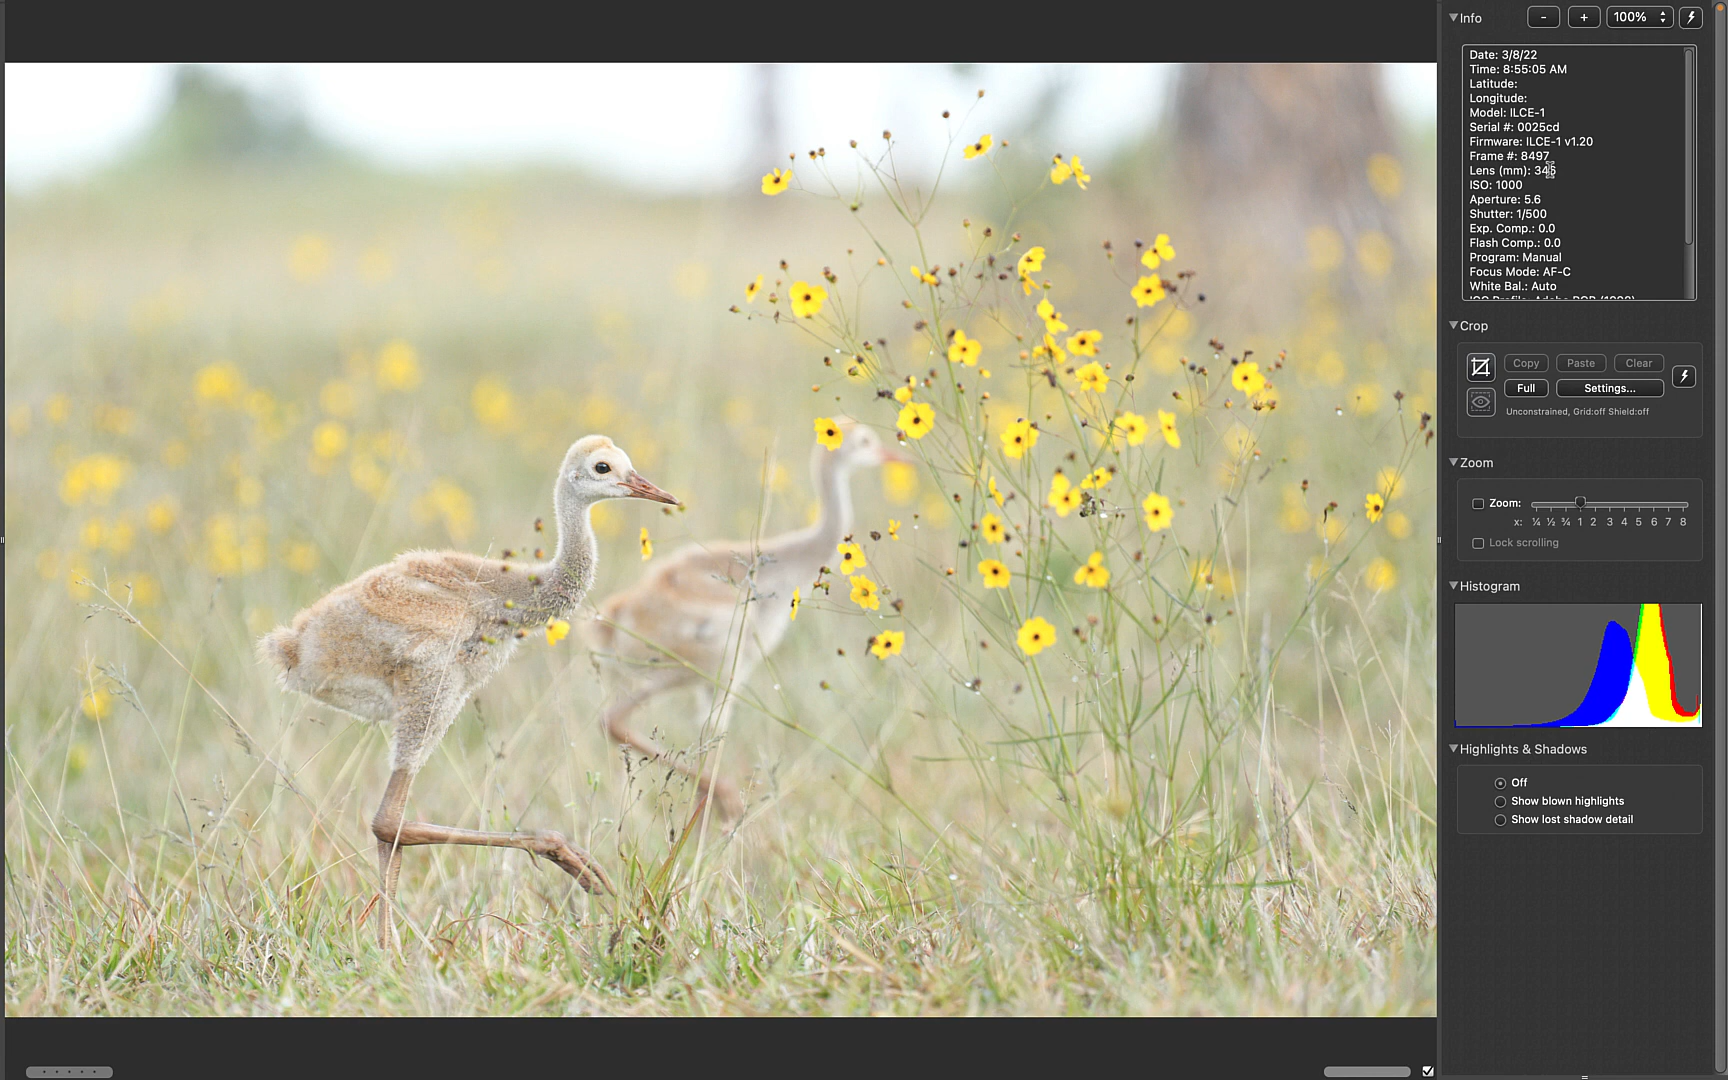 Info
- + 100%
Date: 3/8/22
Time: 8:55:05 AM
Latitude:
Longitude:
Model: ILCE-1
Serial #: 0025cd
Firmware: ILCE-1 v1.20
Frame #: 8497
Lens (mm): 346
ISO: 1000
Aperture: 5.6
Shutter: 1/500
Exp. Comp.: 0.0
Flash Comp.: 0.0
Program: Manual
Focus Mode: AF-C
White Bal.: Auto
Crop
Copy Paste Clear
Full Settings...
Unconstrained, Grid:off Shield:off
Zoom
Zoom:
x: ¼ ½ ¾ 1 2 3 4 5 6 7 8
Lock scrolling
Histogram
Highlights & Shadows
Off
Show blown highlights
Show lost shadow detail